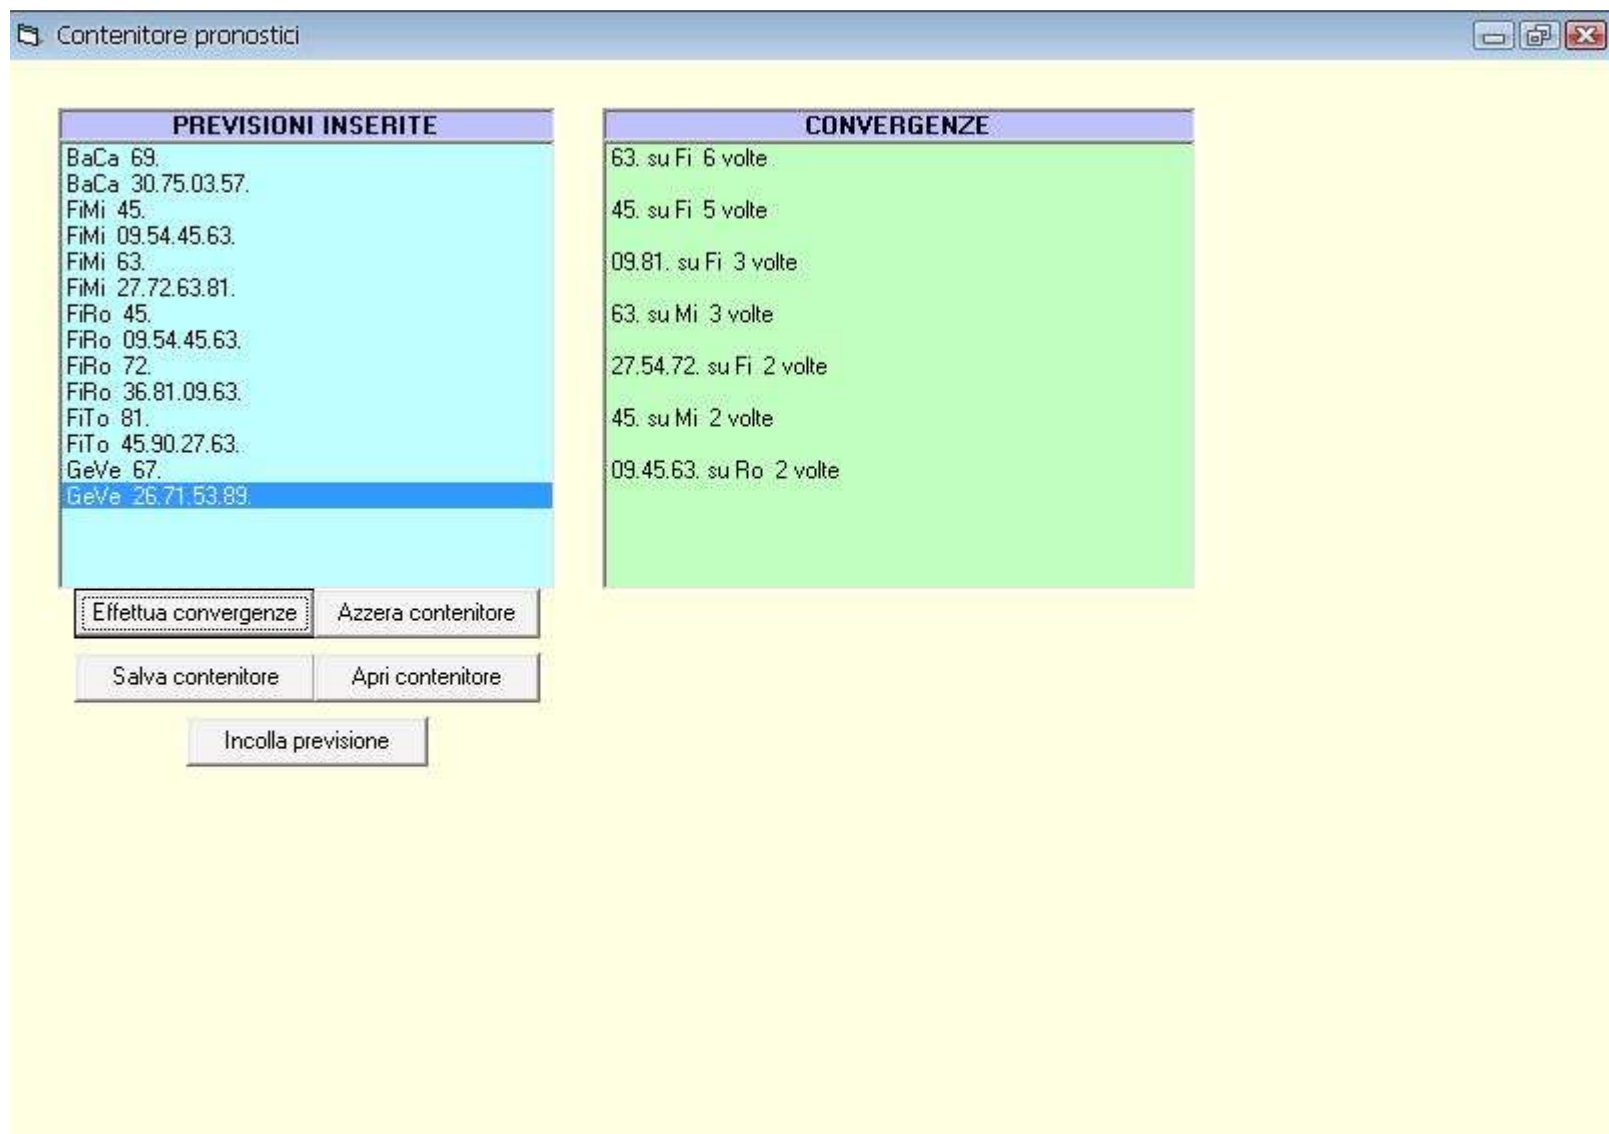 Contenitore pronostici
PREVISIONI INSERITE
BaCa 69.
BaCa 30.75.03.57.
FiMi 45.
FiMi 09.54.45.63.
FiMi 63.
FiMi 27.72.63.81.
FiRo 45.
FiRo 09.54.45.63.
FiRo 72.
FiRo 36.81.09.63.
FiTo 81.
FiTo 45.90.27.63.
GeVe 67.
GeVe 26.71.53.89.
CONVERGENZE
63. su Fi 6 volte
45. su Fi 5 volte
09.81. su Fi 3 volte
63. su Mi 3 volte
27.54.72. su Fi 2 volte
45. su Mi 2 volte
09.45.63. su Ro 2 volte
Effettua convergenze
Azzera contenitore
Salva contenitore
Apri contenitore
Incolla previsione